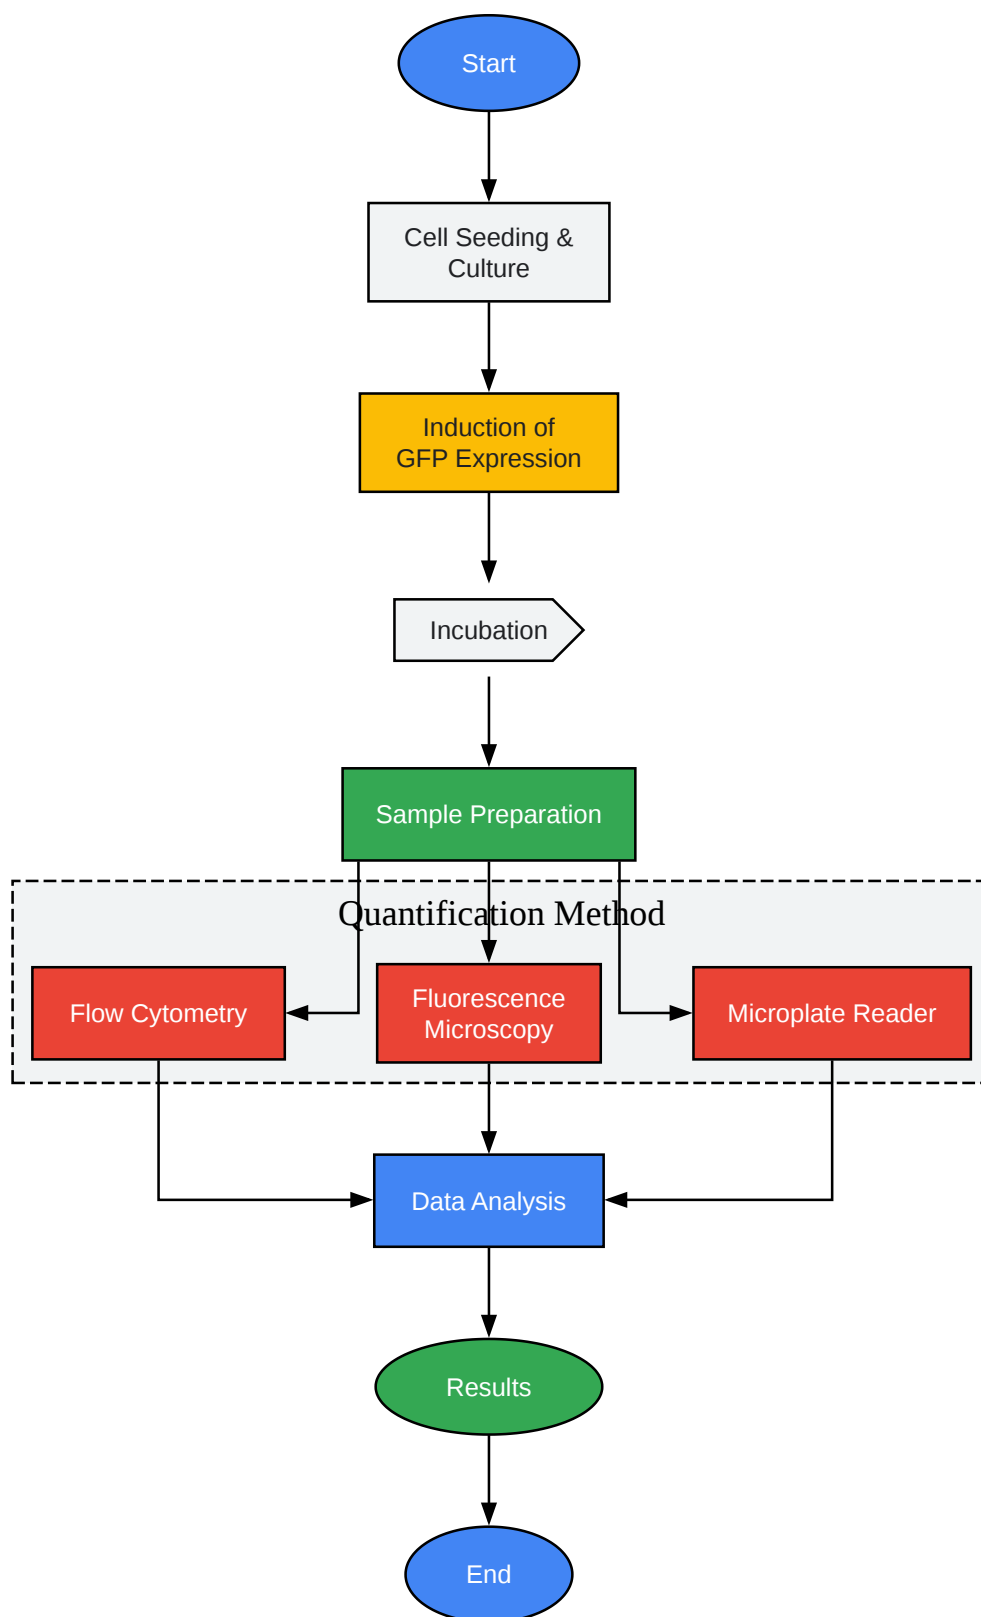 Start
Cell Seeding &
Culture
Induction of
GFP Expression
Incubation
Sample Preparation
Quantification Method
Flow Cytometry
Fluorescence
Microscopy
Microplate Reader
Data Analysis
Results
End